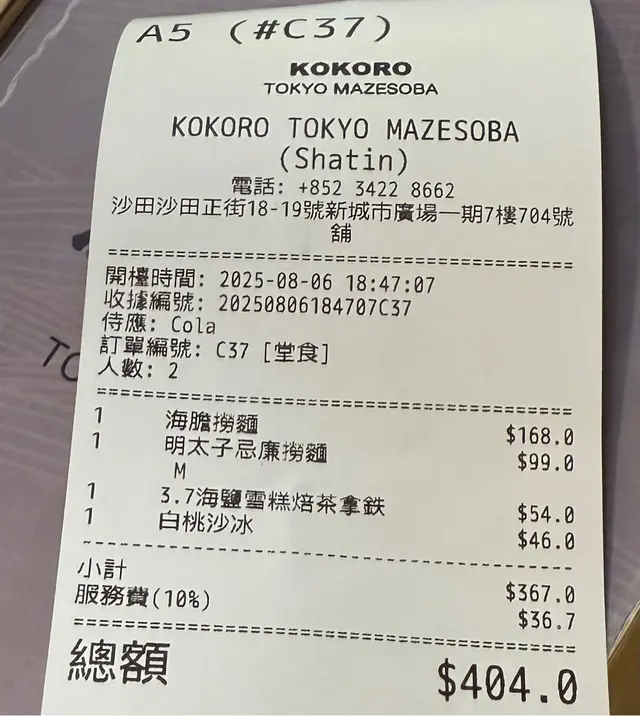 A5 (#C37)
KOKORO
TOKYO MAZESOBA
KOKORO TOKYO MAZESOBA
(Shatin)
電話: +852 3422 8662
沙田沙田正街18-19號新城市廣場一期7樓704號
舖
開檯時間: 2025-08-06 18:47:07
收據編號: 20250806184707C37
侍應: Cola
訂單編號: C37 [堂食]
人數: 2
1 海膽撈麵 $168.0
1 明太子忌廉撈麵 $99.0
M
1 3.7海鹽雪糕焙茶拿鉄 $54.0
1 白桃沙冰 $46.0
小計 $367.0
服務費(10%) $36.7
總額 $404.0